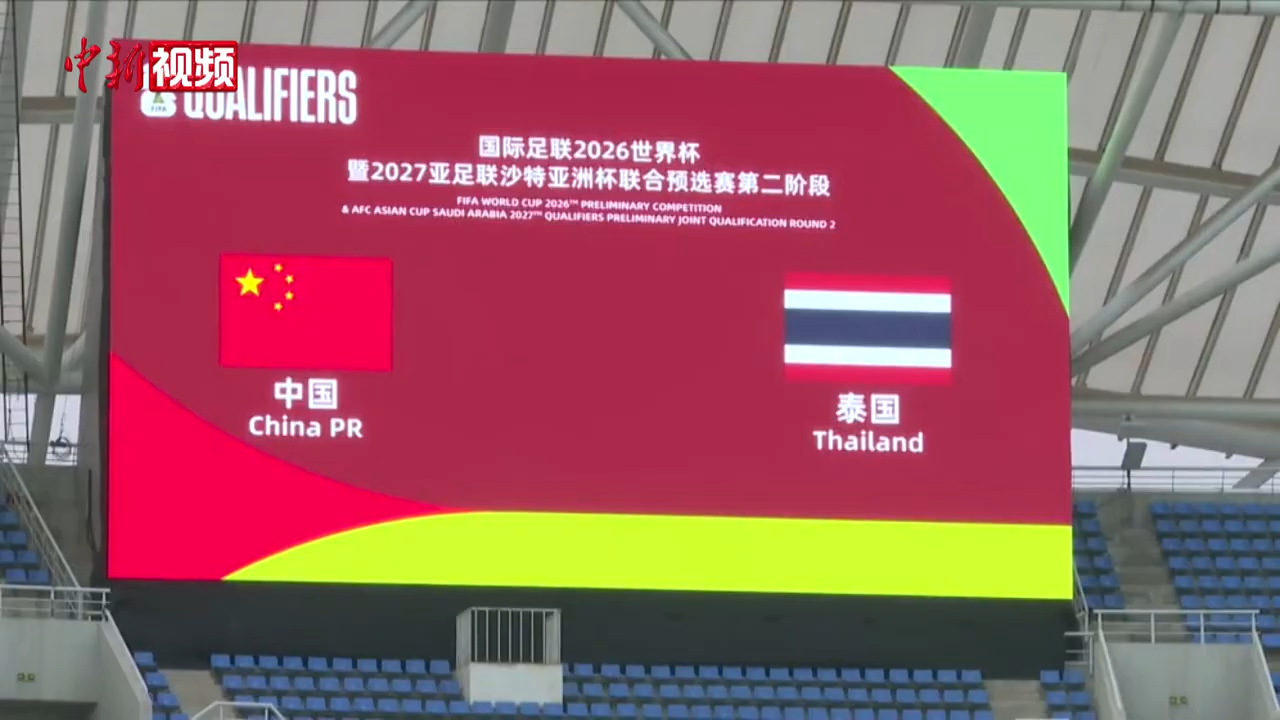 中新视频
FIFA
QUALIFIERS
国际足联2026世界杯
暨2027亚足联沙特亚洲杯联合预选赛第二阶段
FIFA WORLD CUP 2026™ PRELIMINARY COMPETITION
& AFC ASIAN CUP SAUDI ARABIA 2027™ QUALIFIERS PRELIMINARY JOINT QUALIFICATION ROUND 2
中国
China PR
泰国
Thailand